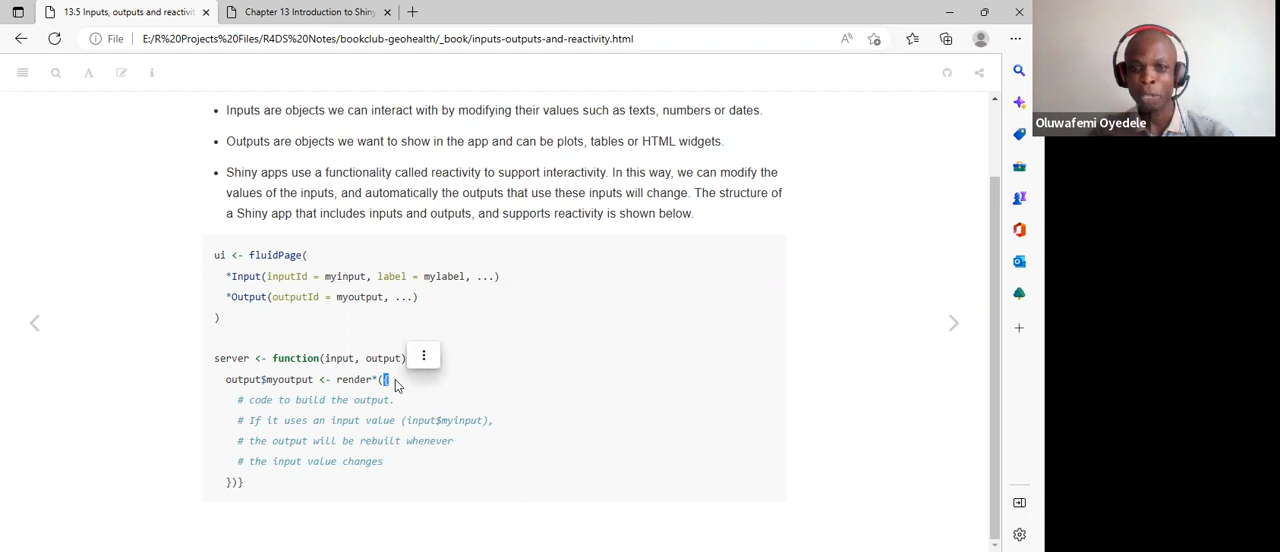 13.5 Inputs, outputs and reactivit
Chapter 13 Introduction to Shiny
File
E:/R%20Projects%20Files/R4DS%20Notes/bookclub-geohealth/_book/inputs-outputs-and-reactivity.html
Oluwafemi Oyedele
• Inputs are objects we can interact with by modifying their values such as texts, numbers or dates.
• Outputs are objects we want to show in the app and can be plots, tables or HTML widgets.
• Shiny apps use a functionality called reactivity to support interactivity. In this way, we can modify the
values of the inputs, and automatically the outputs that use these inputs will change. The structure of
a Shiny app that includes inputs and outputs, and supports reactivity is shown below.
ui <- fluidPage(
*Input(inputId = myinput, label = mylabel, ...)
*Output(outputId = myoutput, ...)
)
server <- function(input, output)
output$myoutput <- render*({
# code to build the output.
# If it uses an input value (input$myinput),
# the output will be rebuilt whenever
# the input value changes
})}